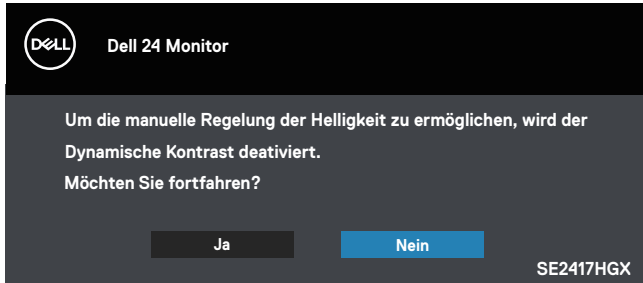 DELL
Dell 24 Monitor
Um die manuelle Regelung der Helligkeit zu ermöglichen, wird der
Dynamische Kontrast deativiert.
Möchten Sie fortfahren?
Ja Nein
SE2417HGX